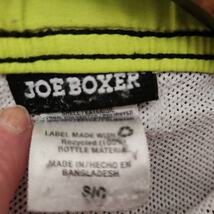 JOE BOXER
LABEL MADE WITH
Recycled (100%)
BOTTLE MATERIAL
MADE IN/HECHO EN
BANGLADESH
S/C